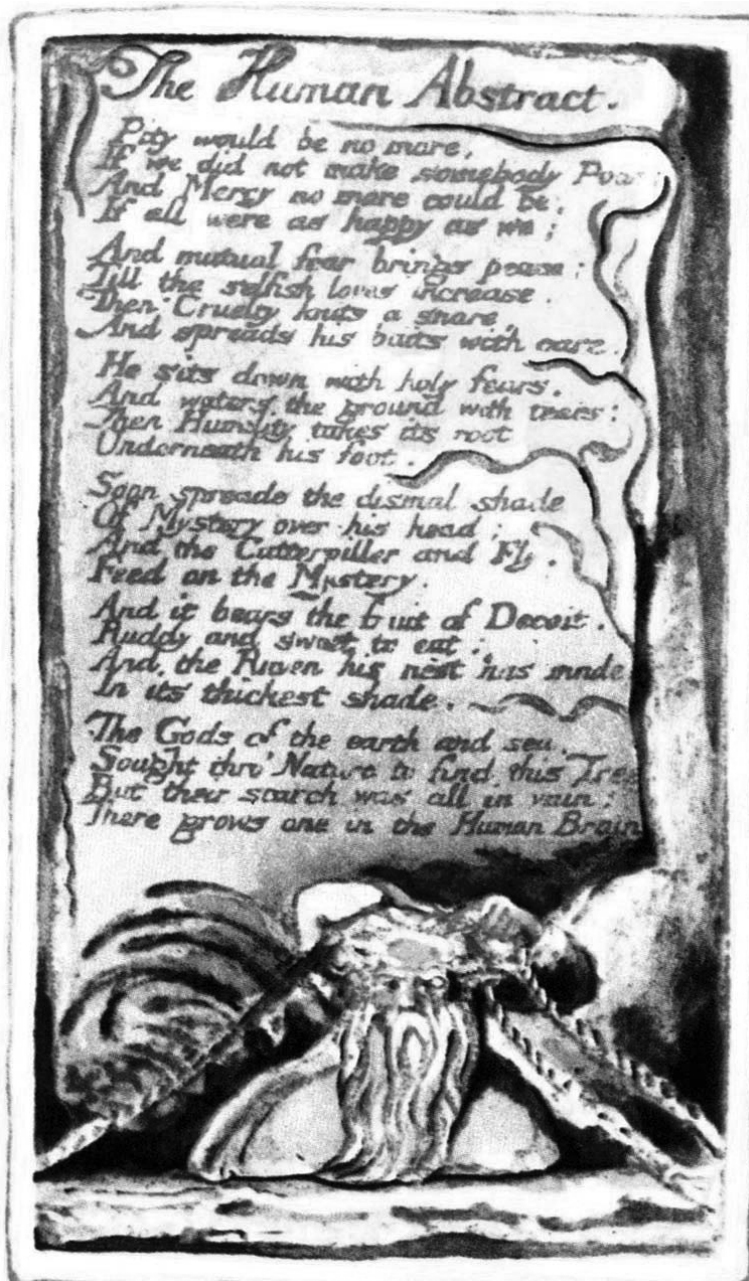 The Human Abstract.
Pity would be no more,
If we did not make somebody Poor:
And Mercy no more could be,
If all were as happy as we;
And mutual fear brings peace:
Till the selfish loves increase.
Then Cruelty knits a snare,
And spreads his baits with care.
He sits down with holy fears,
And waters the ground with tears:
Then Humility takes its root
Underneath his foot.
Soon spreads the dismal shade
Of Mystery over his head;
And the Catterpiller and Fly,
Feed on the Mystery.
And it bears the fruit of Deceit,
Ruddy and sweet to eat;
And the Raven his nest has made
In its thickest shade.
The Gods of the earth and sea,
Sought thro' Nature to find this Tree
But their search was all in vain:
There grows one in the Human Brain